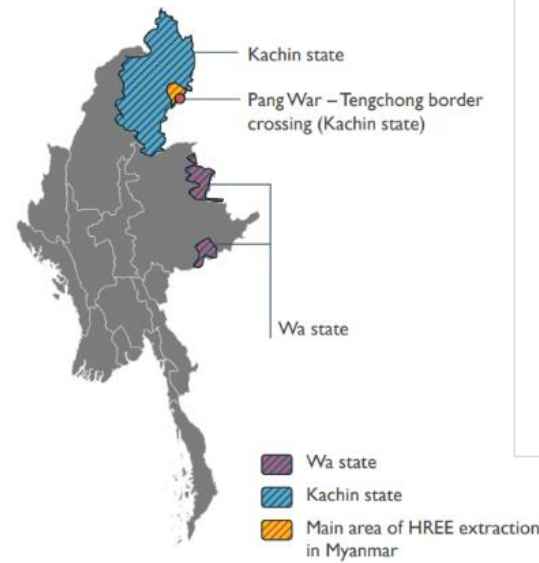 Kachin state
Pang War – Tengchong border
crossing (Kachin state)
Wa state
Wa state
Kachin state
Main area of HREE extraction
in Myanmar